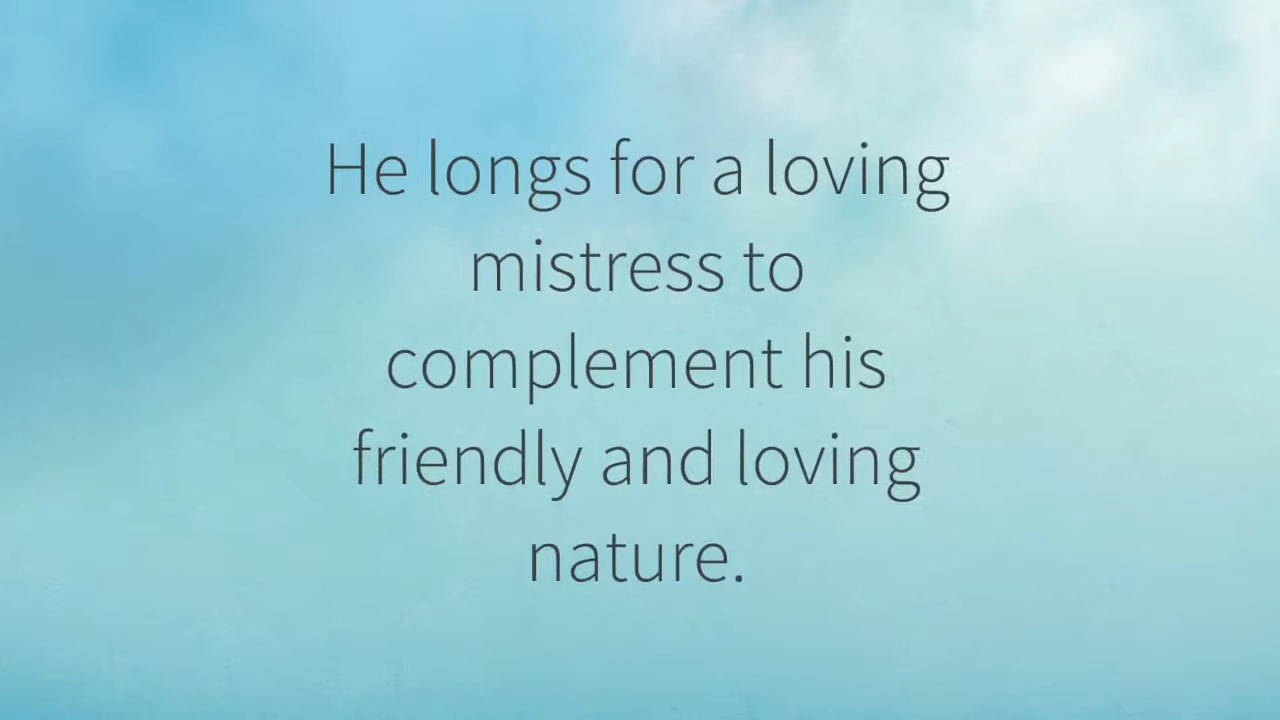 He longs for a loving
mistress to
complement his
friendly and loving
nature.